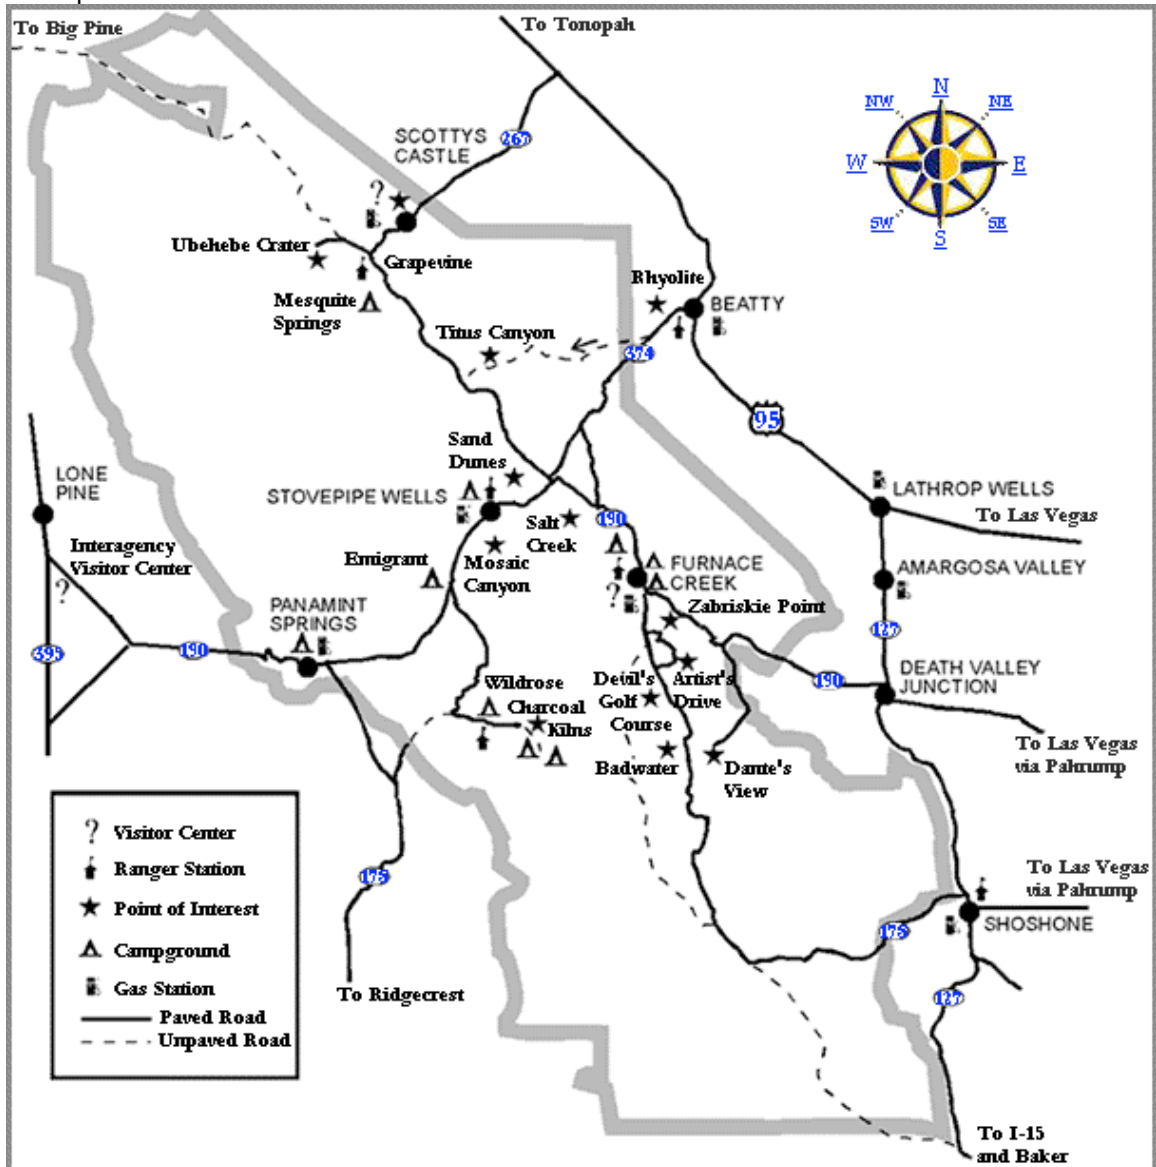 To Big Pine
To Tonopah
N
NW
NE
W
E
SW
SE
S
SCOTTYS
CASTLE
267
?
Ubehebe Crater
Grapevine
Mesquite
Springs
Rhyolite
BEATTY
Titus Canyon
374
95
Sand
Dunes
LONE
PINE
STOVEPIPE WELLS
LATHROP WELLS
To Las Vegas
Salt
Creek
190
Interagency
Visitor Center
?
Emigrant
Mosaic
Canyon
FURNACE
CREEK
?
AMARGOSA VALLEY
PANAMINT
SPRINGS
Zabriskie Point
127
395
190
DEATH VALLEY
JUNCTION
190
Wildrose
Charcoal
Kilns
Devil's
Golf
Course
Artist's
Drive
Badwater
Dante's
View
To Las Vegas
via Pahrump
? Visitor Center
Ranger Station
Point of Interest
Campground
Gas Station
Paved Road
Unpaved Road
175
To Ridgecrest
To Las Vegas
via Pahrump
SHOSHONE
175
127
To I-15
and Baker